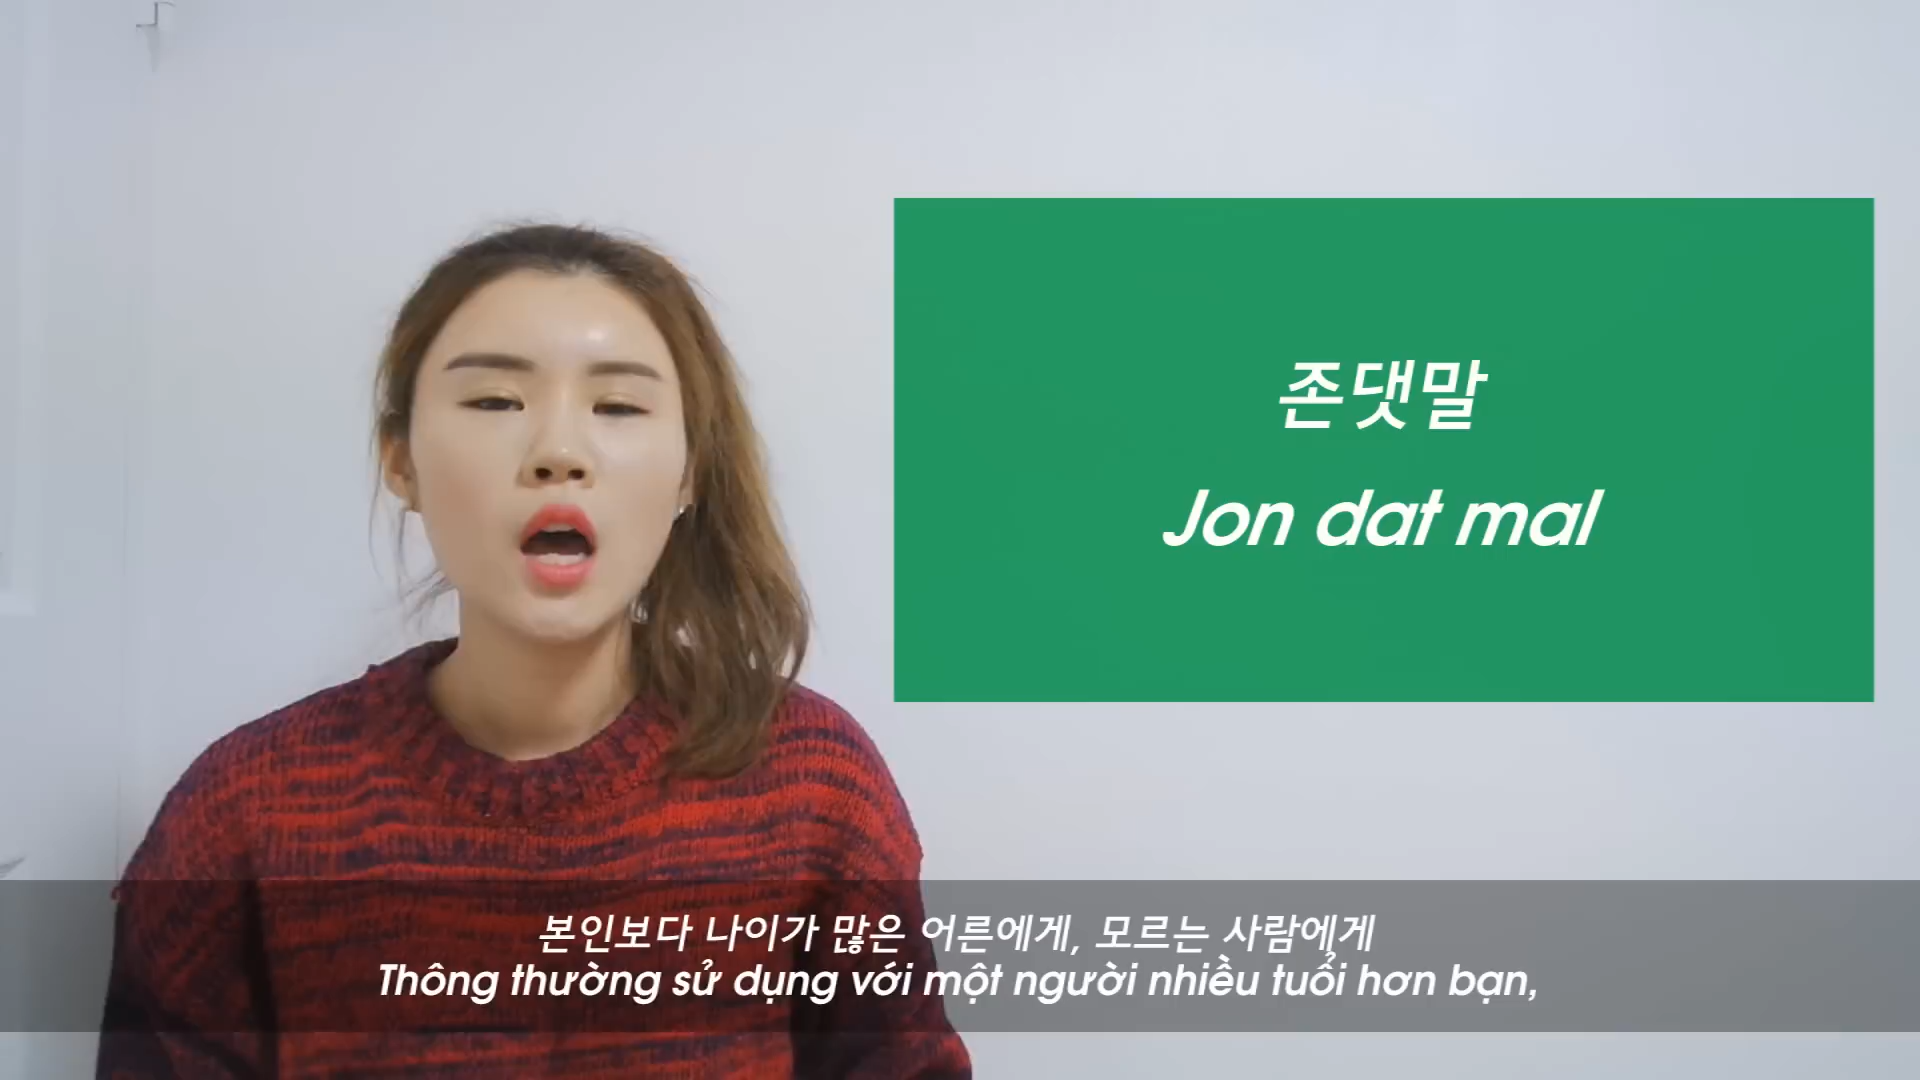 존댓말
Jon dat mal
본인보다 나이가 많은 어른에게, 모르는 사람에게
Thông thường sử dụng với một người nhiều tuổi hơn bạn,